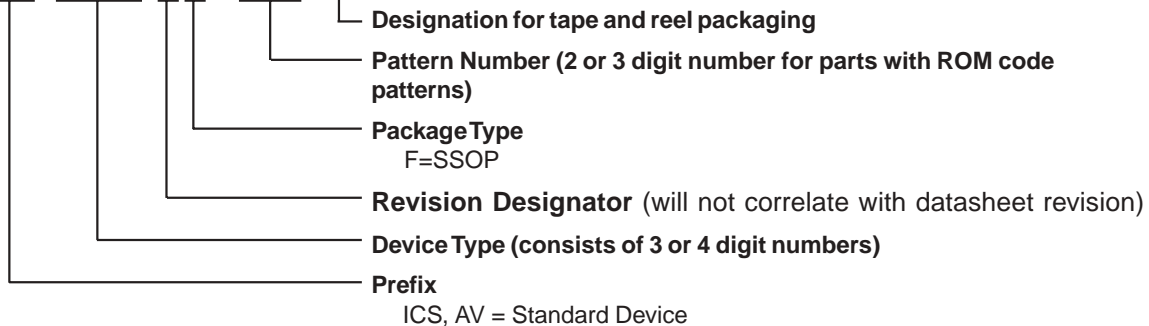 Designation for tape and reel packaging
Pattern Number (2 or 3 digit number for parts with ROM code
patterns)
Package Type
F=SSOP
Revision Designator (will not correlate with datasheet revision)
Device Type (consists of 3 or 4 digit numbers)
Prefix
ICS, AV = Standard Device